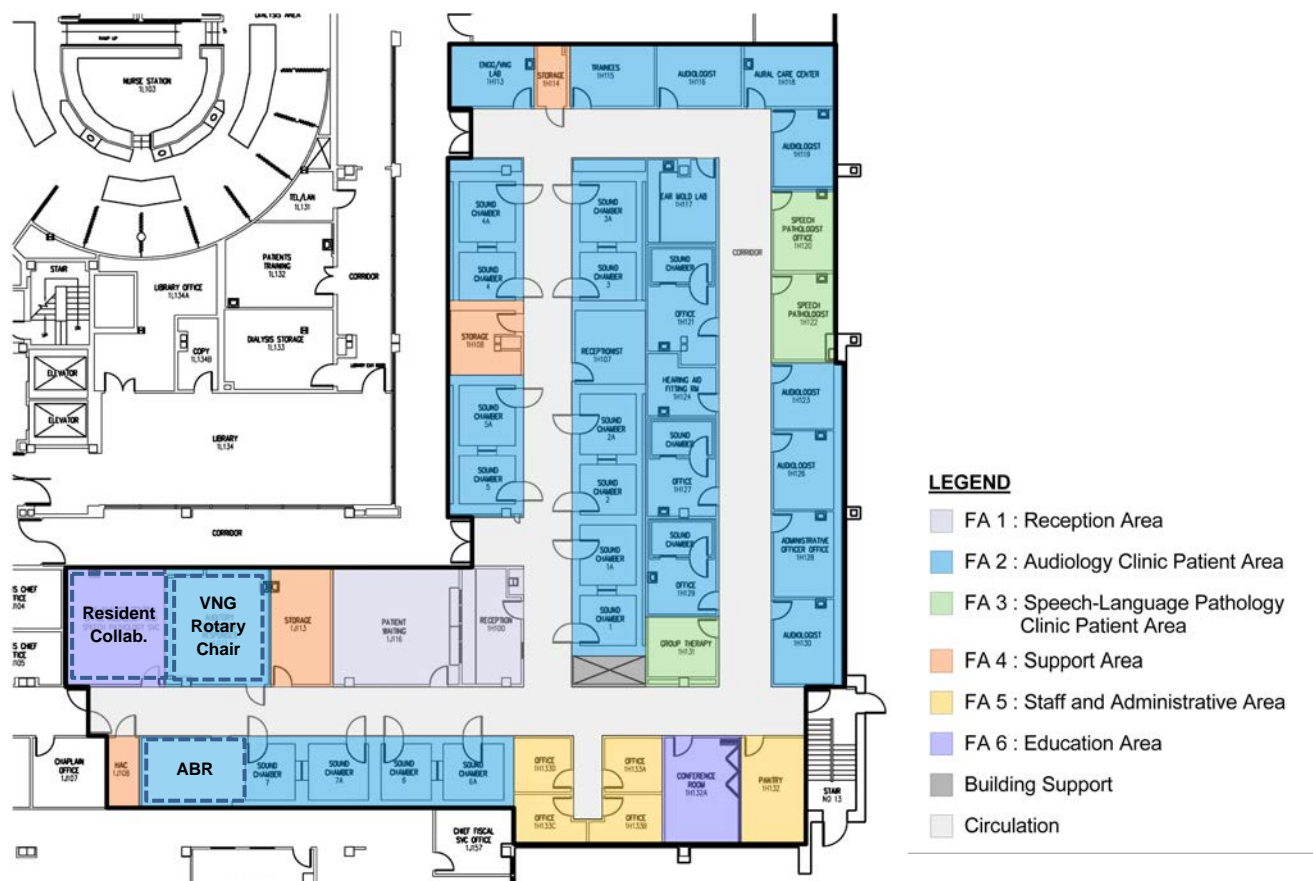 DIALYSIS AREA
RAMP UP
NURSE STATION
1L103
TEL/LAN
1L131
PATIENTS
TRAINING
1L132
CORRIDOR
STAIR
LIBRARY OFFICE
1L134A
COPY
1L134B
DIALYSIS STORAGE
1L133
ELEVATOR
ELEVATOR
LIBRARY
1L134
CORRIDOR
ENGG/VNG
LAB
1H113
STORAGE
1H114
TRAINEES
1H115
AUDIOLOGIST
1H116
AURAL CARE CENTER
1H118
AUDIOLOGIST
1H119
SPEECH
PATHOLOGIST
OFFICE
1H120
SPEECH
PATHOLOGIST
1H122
AUDIOLOGIST
1H123
AUDIOLOGIST
1H126
ADMINISTRATIVE
OFFICER OFFICE
1H128
AUDIOLOGIST
1H130
CORRIDOR
SOUND
CHAMBER
4A
SOUND
CHAMBER
4
STORAGE
1H108
SOUND
CHAMBER
5A
SOUND
CHAMBER
5
SOUND
CHAMBER
3A
SOUND
CHAMBER
3
RECEPTIONIST
1H107
SOUND
CHAMBER
2A
SOUND
CHAMBER
2
SOUND
CHAMBER
1A
SOUND
CHAMBER
1
EAR MOLD LAB
1H117
SOUND
CHAMBER
OFFICE
1H121
HEARING AID
FITTING RM
1H124
SOUND
CHAMBER
OFFICE
1H127
SOUND
CHAMBER
OFFICE
1H129
GROUP THERAPY
1H131
Resident
Collab.
VNG
Rotary
Chair
STORAGE
1J113
PATIENT
WAITING
1J116
RECEPTION
1H100
S CHIEF
S CHIEF
CHAPLAIN
OFFICE
1J107
HAC
1J108
ABR
SOUND
CHAMBER
7
SOUND
CHAMBER
7A
SOUND
CHAMBER
6
SOUND
CHAMBER
6A
OFFICE
1H133D
OFFICE
1H133A
OFFICE
1H133C
OFFICE
1H133B
CONFERENCE
ROOM
1H132A
PANTRY
1H132
STAIR
NO 13
CHIEF FISCAL
SVC OFFICE
1J157
LEGEND
FA 1 : Reception Area
FA 2 : Audiology Clinic Patient Area
FA 3 : Speech-Language Pathology
Clinic Patient Area
FA 4 : Support Area
FA 5 : Staff and Administrative Area
FA 6 : Education Area
Building Support
Circulation